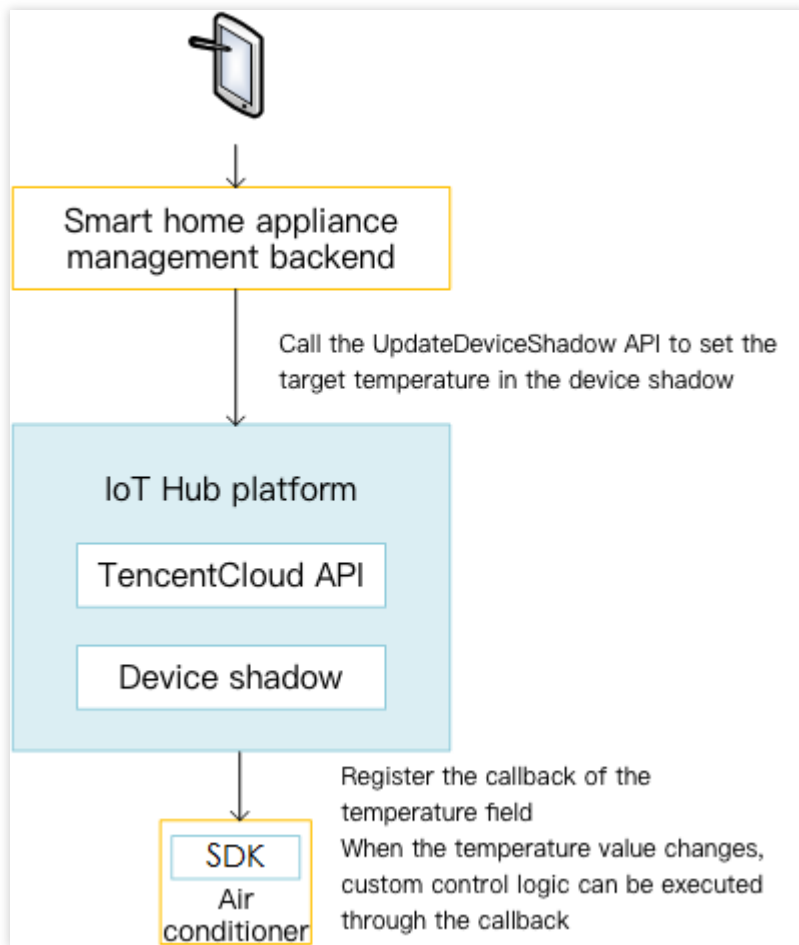 Smart home appliance
management backend
Call the UpdateDeviceShadow API to set the
target temperature in the device shadow
IoT Hub platform
TencentCloud API
Device shadow
Register the callback of the
temperature field
When the temperature value changes,
custom control logic can be executed
through the callback
SDK
Air
conditioner